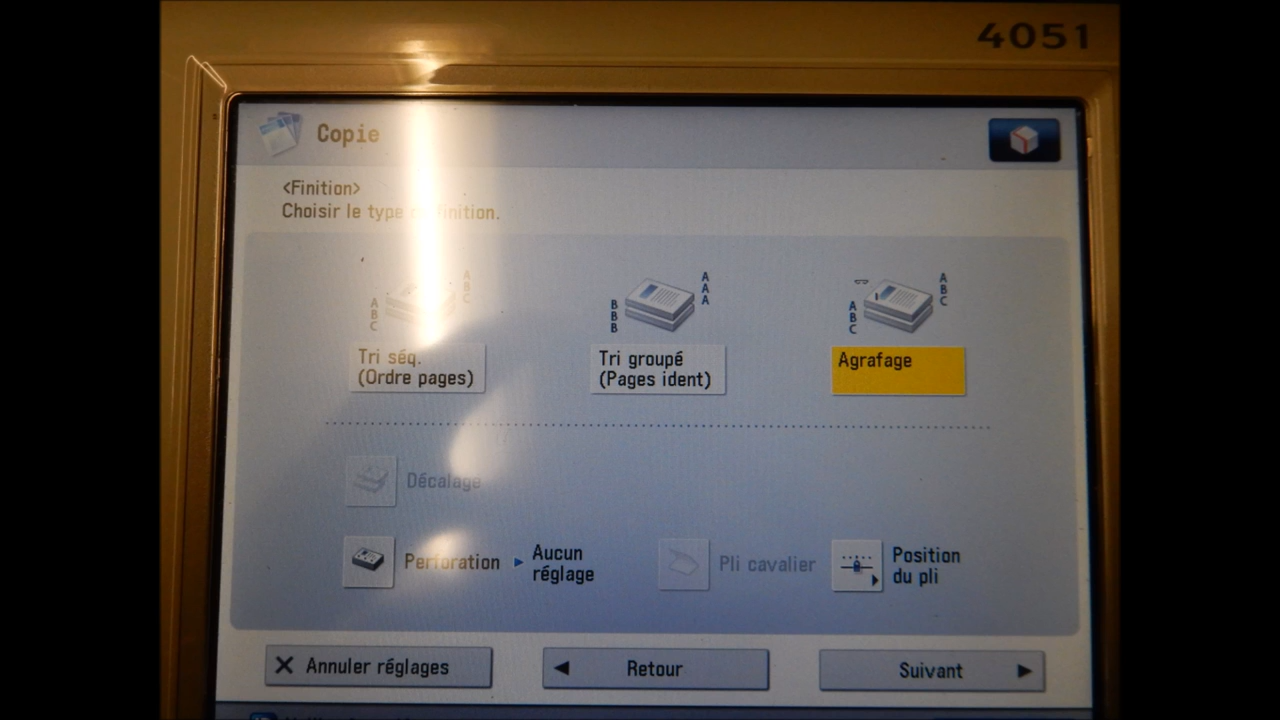 4051
Copie
<Finition>
Choisir le type finition.
A
B
C
A
B
C
B
B
B
A
A
A
A
B
C
A
B
C
Tri séq.
(Ordre pages)
Tri groupé
(Pages ident)
Agrafage
Décalage
Perforation
Aucun
réglage
Pli cavalier
Position
du pli
Annuler réglages
Retour
Suivant